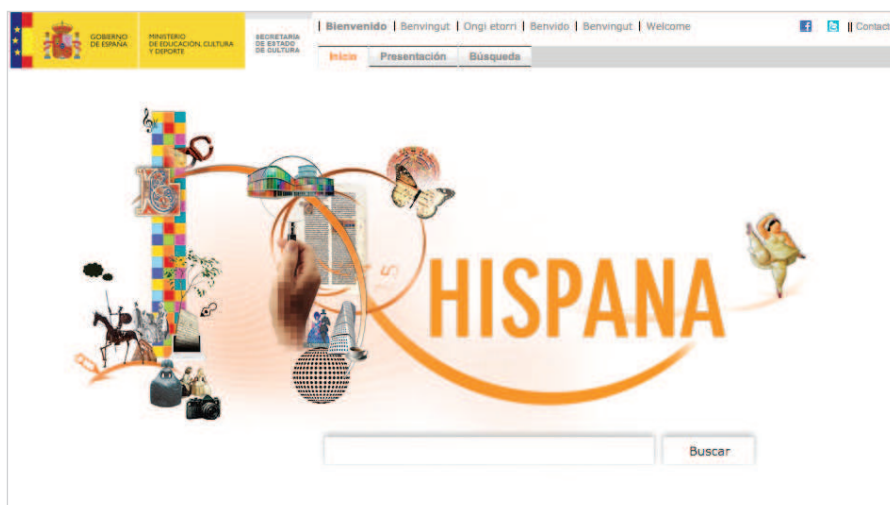 GOBIERNO
DE ESPAÑA
MINISTERIO
DE EDUCACIÓN, CULTURA
Y DEPORTE
SECRETARÍA
DE ESTADO
DE CULTURA
| Bienvenido | Benvingut | Ongi etorri | Benvido | Benvingut | Welcome
|| Contact
Inicio Presentación Búsqueda
HISPANA
Buscar